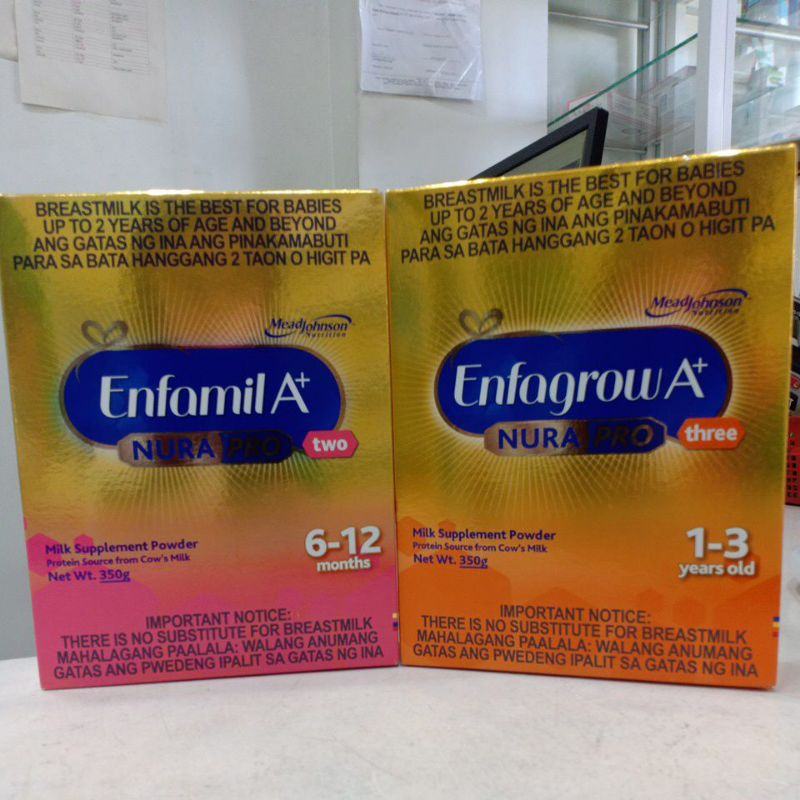 BREASTMILK IS THE BEST FOR BABIES
UP TO 2 YEARS OF AGE AND BEYOND
ANG GATAS NG INA ANG PINAKAMABUTI
PARA SA BATA HANGGANG 2 TAON O HIGIT PA
MeadJohnson™
Nutrition
Enfamil A+
NURA PRO two
Milk Supplement Powder
Protein Source from Cow's Milk
Net Wt. 350g
6-12
months
IMPORTANT NOTICE:
THERE IS NO SUBSTITUTE FOR BREASTMILK
MAHALAGANG PAALALA: WALANG ANUMANG
GATAS ANG PWEDENG IPALIT SA GATAS NG INA
BREASTMILK IS THE BEST FOR BABIES
UP TO 2 YEARS OF AGE AND BEYOND
ANG GATAS NG INA ANG PINAKAMABUTI
PARA SA BATA HANGGANG 2 TAON O HIGIT PA
MeadJohnson™
Nutrition
Enfagrow A+
NURA PRO three
Milk Supplement Powder
Protein Source from Cow's Milk
Net Wt. 350g
1-3
years old
IMPORTANT NOTICE:
THERE IS NO SUBSTITUTE FOR BREASTMILK
MAHALAGANG PAALALA: WALANG ANUMANG
GATAS ANG PWEDENG IPALIT SA GATAS NG INA